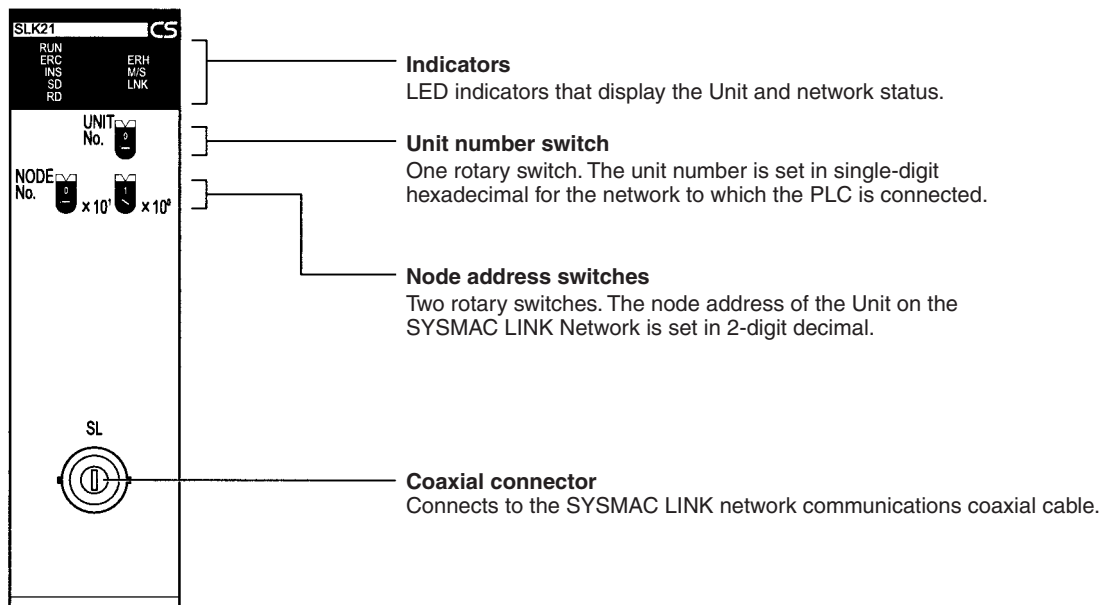 SLK21 CS
RUN
ERC ERH
INS M/S
SD LNK
RD
UNIT
No.
0
NODE
No.
0
×10¹
1
×10⁰
SL
Indicators
LED indicators that display the Unit and network status.
Unit number switch
One rotary switch. The unit number is set in single-digit
hexadecimal for the network to which the PLC is connected.
Node address switches
Two rotary switches. The node address of the Unit on the
SYSMAC LINK Network is set in 2-digit decimal.
Coaxial connector
Connects to the SYSMAC LINK network communications coaxial cable.